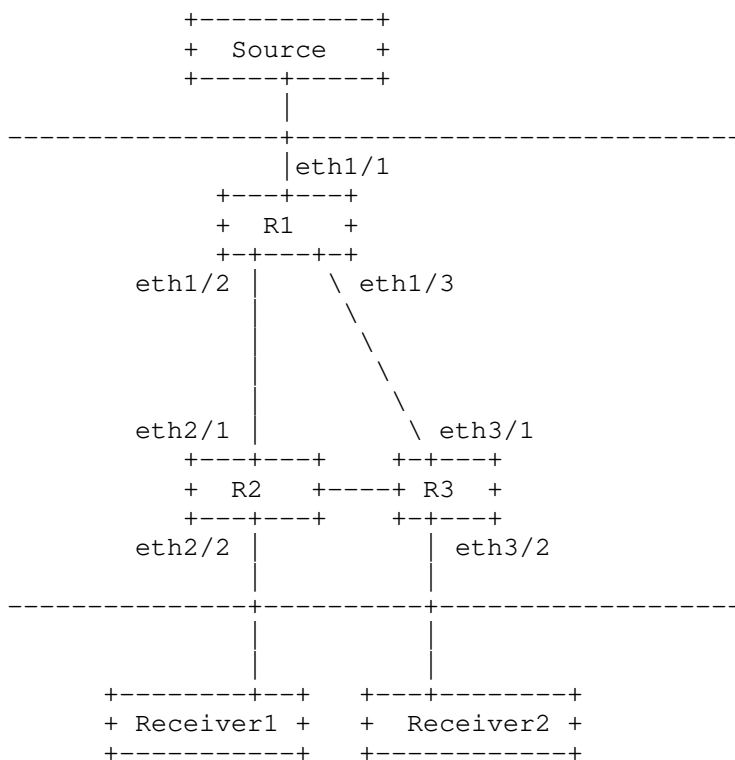 Source
eth1/1
R1
eth1/2 eth1/3
eth2/1 eth3/1
R2 R3
eth2/2 eth3/2
Receiver1 Receiver2